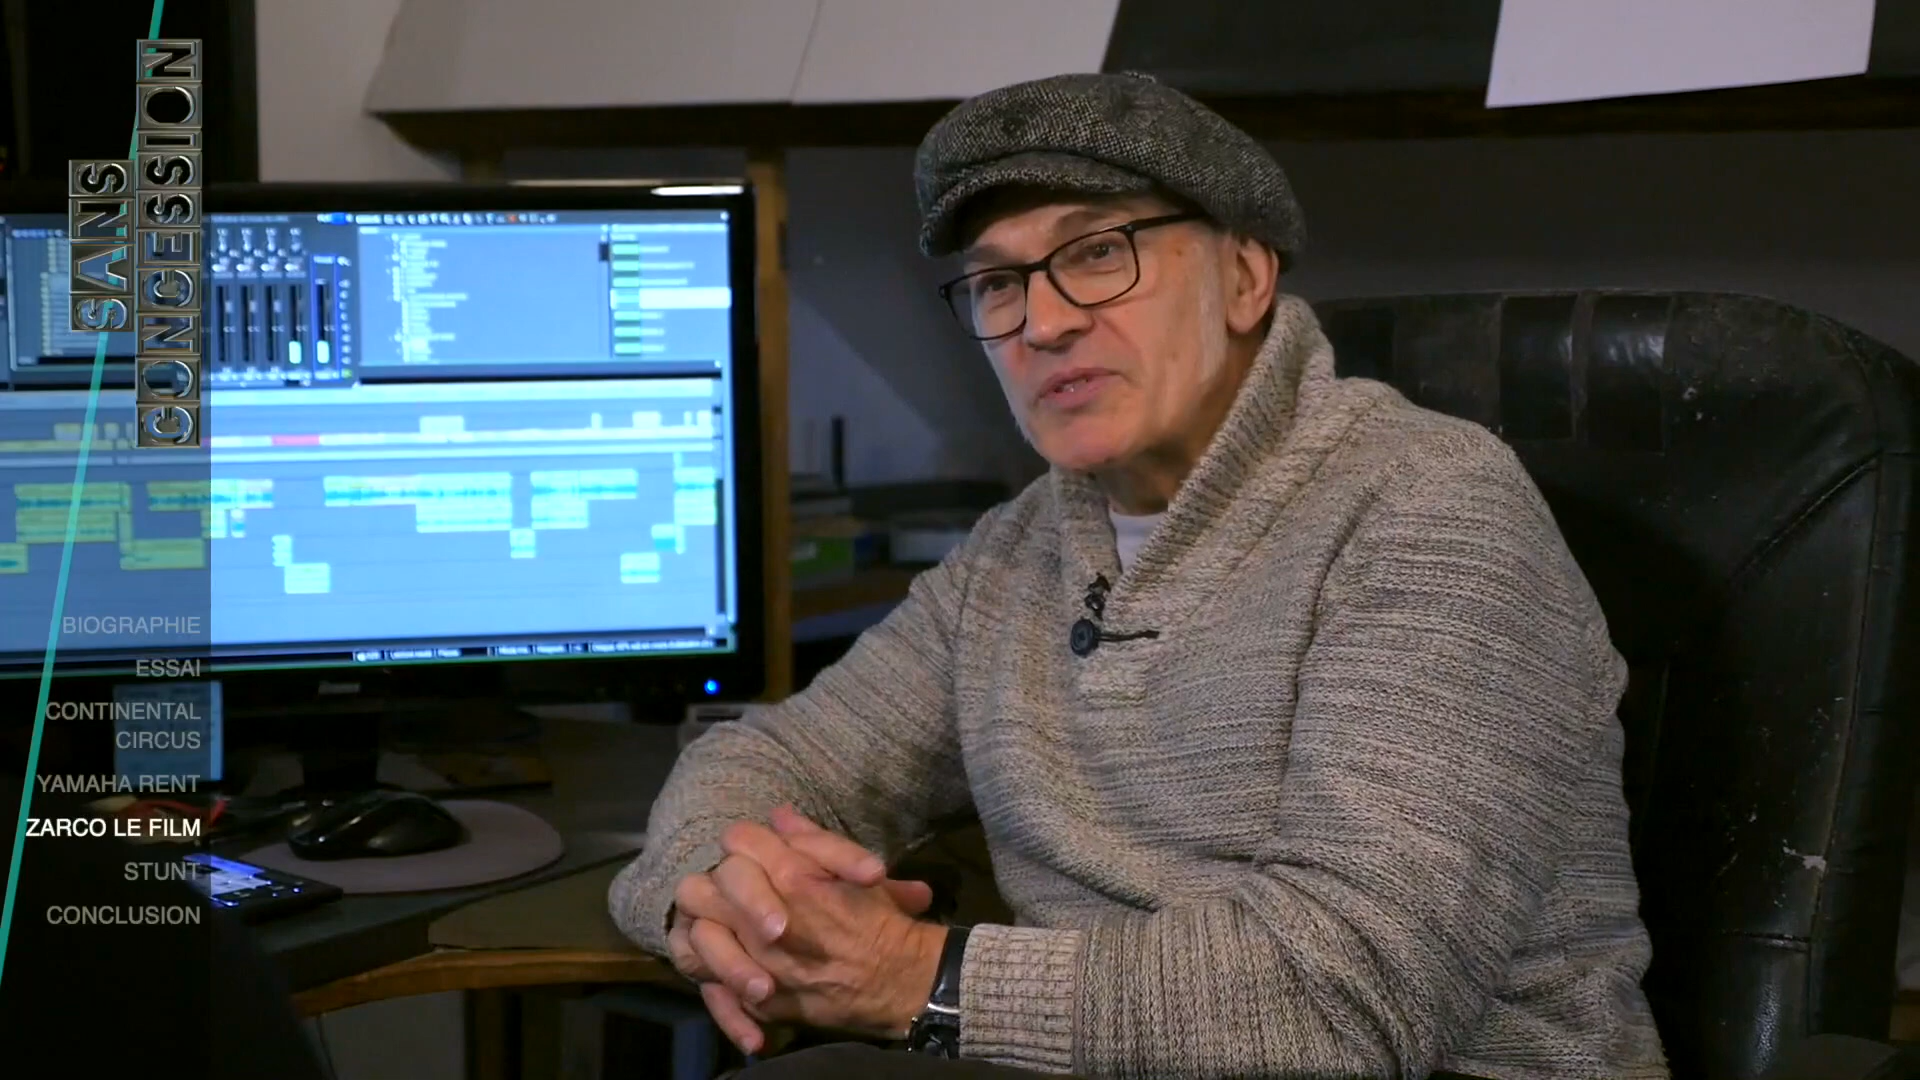 SANS
CONCESSION
BIOGRAPHIE
ESSAI
CONTINENTAL
CIRCUS
YAMAHA RENT
ZARCO LE FILM
STUNT
CONCLUSION